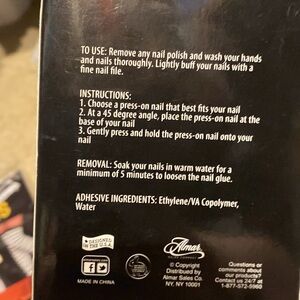 TO USE: Remove any nail polish and wash your hands
and nails thoroughly. Lightly buff your nails with a
fine nail file.
INSTRUCTIONS:
1. Choose a press-on nail that best fits your nail
2. At a 45 degree angle, place the press-on nail at the
base of your nail
3. Gently press and hold the press-on nail onto your
nail
REMOVAL: Soak your nails in warm water for a
minimum of 5 minutes to loosen the nail glue.
ADHESIVE INGREDIENTS: Ethylene/VA Copolymer,
Water
DESIGNED
IN THE U.S.A.
MADE IN CHINA
Almar
© Copyright
Distributed by
Almar Sales Co.
NY, NY 10001
Questions or
comments about
our products?
Contact us 24/7 at